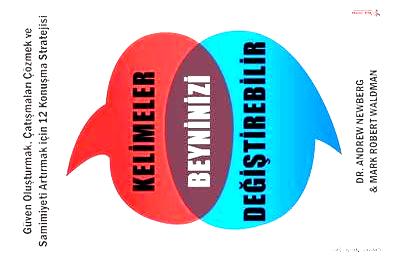 Güven Oluşturmak, Çatışmaları Çözmek ve
Samimiyeti Artırmak için 12 Konuşma Stratejisi
KELİMELER
BEYNİNİZİ
DEĞİŞTİREBİLİR
DR. ANDREW NEWBERG
& MARK ROBERT WALDMAN